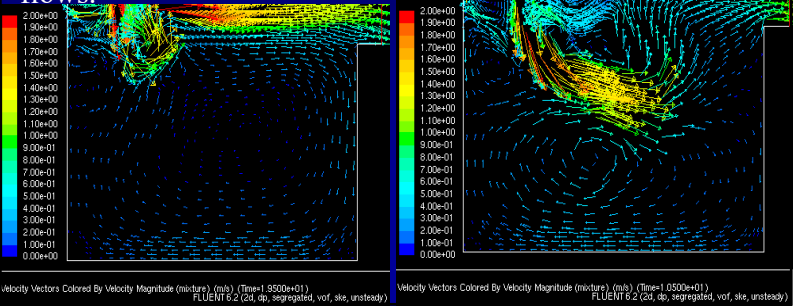 2.00e+00
1.90e+00
1.80e+00
1.70e+00
1.60e+00
1.50e+00
1.40e+00
1.30e+00
1.20e+00
1.10e+00
1.00e+00
9.00e-01
8.00e-01
7.00e-01
6.00e-01
5.00e-01
4.00e-01
3.00e-01
2.00e-01
1.00e-01
0.00e+00
Velocity Vectors Colored By Velocity Magnitude (mixture) (m/s) (Time=1.9500e+01)
FLUENT 6.2 (2d, dp, segregated, vof, ske, unsteady)
2.00e+00
1.90e+00
1.80e+00
1.70e+00
1.60e+00
1.50e+00
1.40e+00
1.30e+00
1.20e+00
1.10e+00
1.00e+00
9.00e-01
8.00e-01
7.00e-01
6.00e-01
5.00e-01
4.00e-01
3.00e-01
2.00e-01
1.00e-01
0.00e+00
Velocity Vectors Colored By Velocity Magnitude (mixture) (m/s) (Time=1.0500e+01)
FLUENT 6.2 (2d, dp, segregated, vof, ske, unsteady)